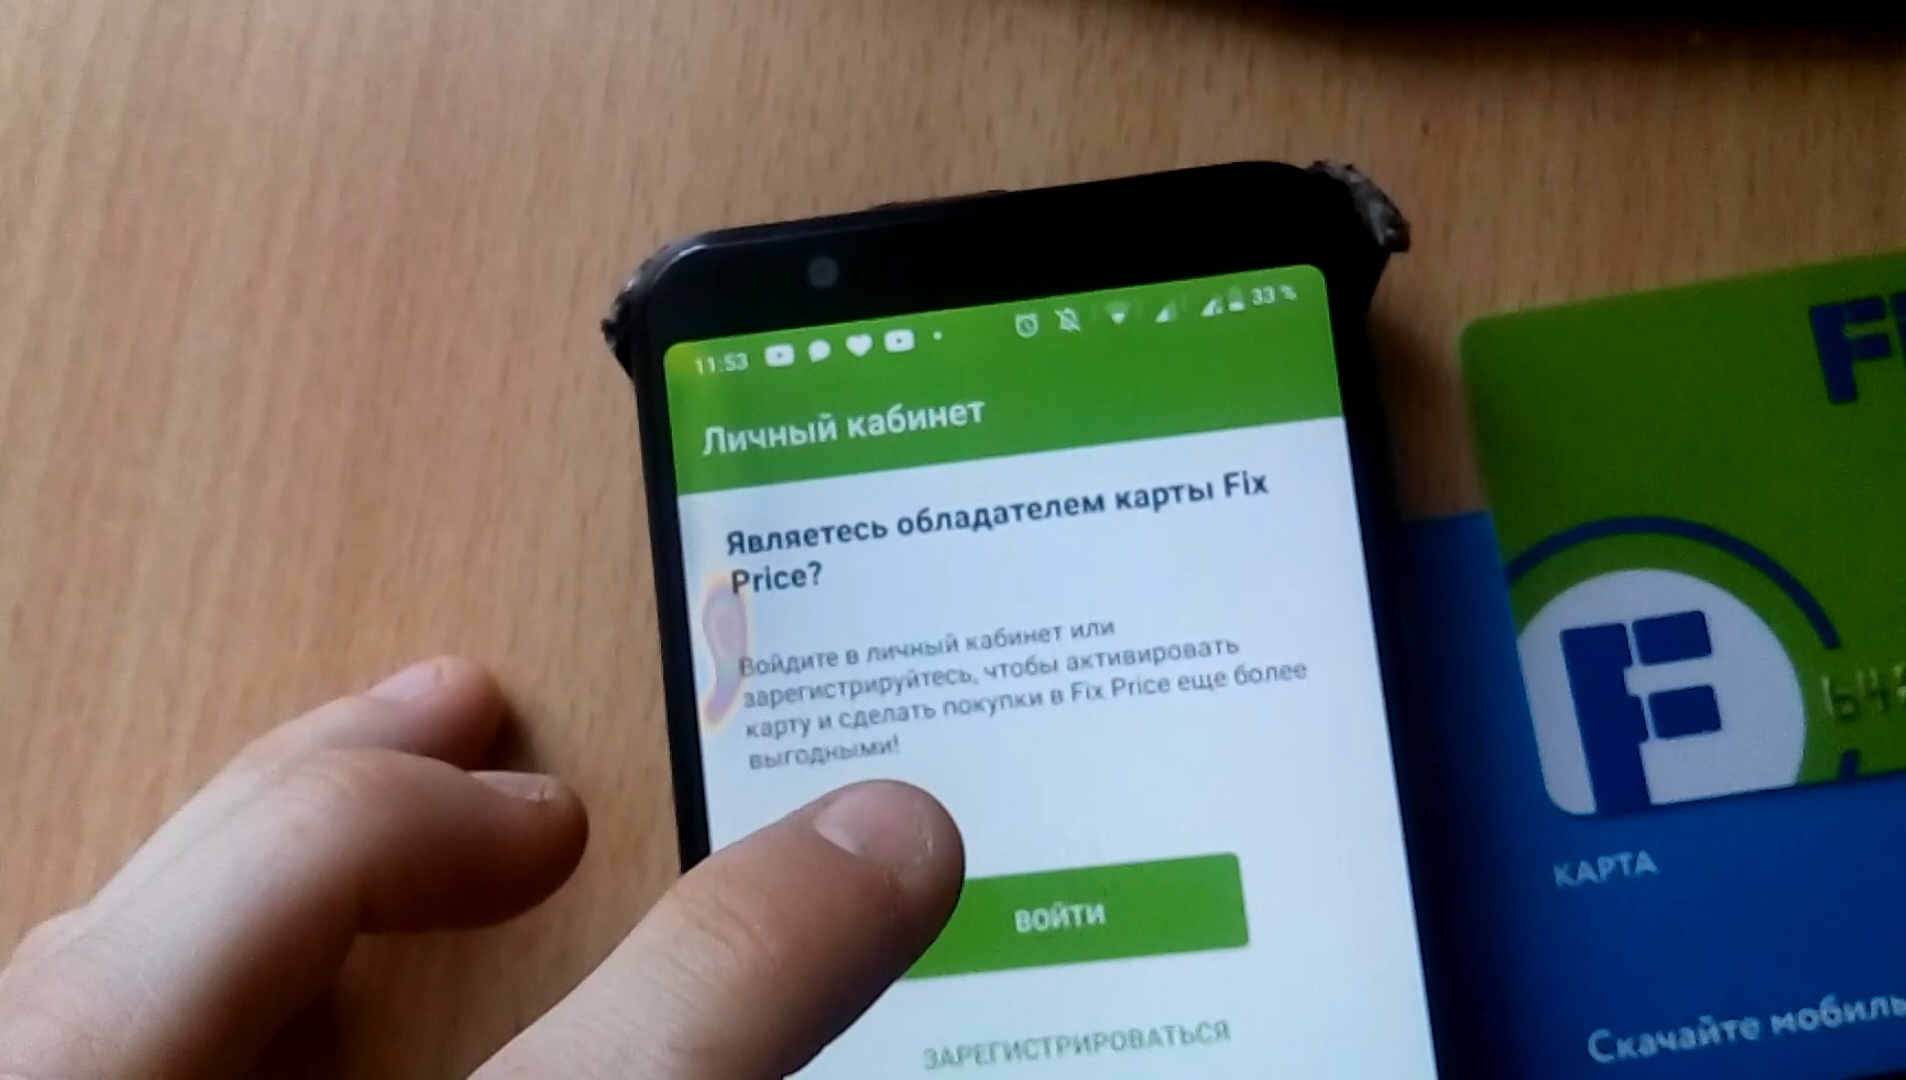 11:53
33 %
Личный кабинет
Являетесь обладателем карты Fix
Price?
Войдите в личный кабинет или
зарегистрируйтесь, чтобы активировать
карту и сделать покупки в Fix Price еще более
выгодными!
ВОЙТИ
ЗАРЕГИСТРИРОВАТЬСЯ
F
КАРТА
Скачайте